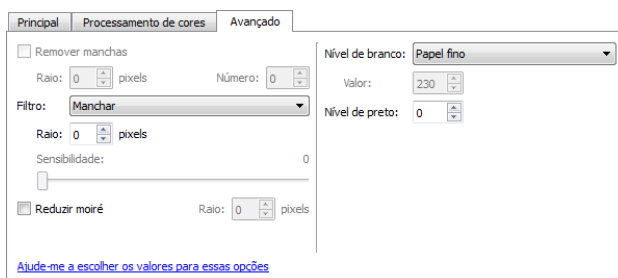 Principal Processamento de cores Avançado
Remover manchas
Raio: 0 pixels Número: 0
Filtro: Manchar
Raio: 0 pixels
Sensibilidade: 0
Reduzir moiré Raio: 0 pixels
Nível de branco: Papel fino
Valor: 230
Nível de preto: 0
Ajude-me a escolher os valores para essas opções